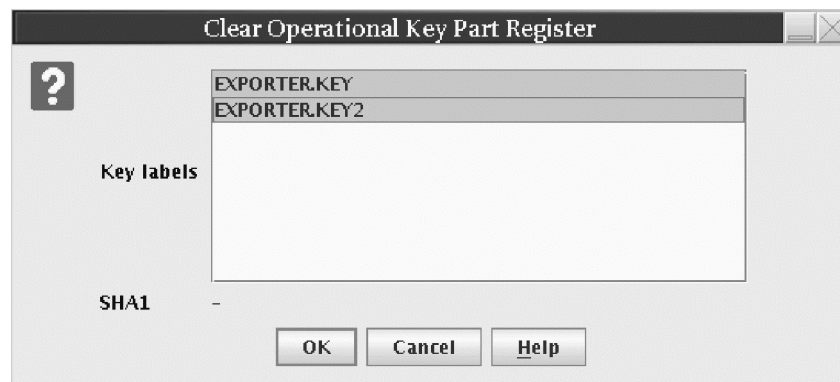 Clear Operational Key Part Register
?
EXPORTER.KEY
EXPORTER.KEY2
Key labels
SHA1 -
OK Cancel Help